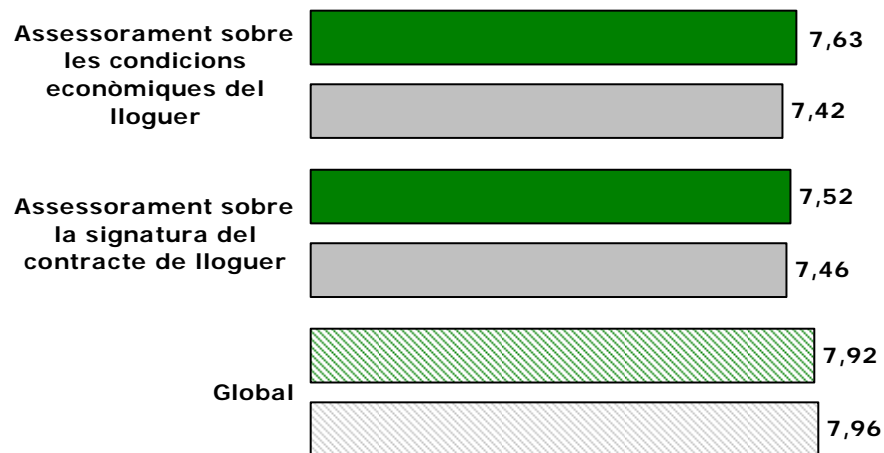 Assessorament sobre
les condicions
econòmiques del
lloguer
7,63
7,42
Assessorament sobre
la signatura del
contracte de lloguer
7,52
7,46
Global
7,92
7,96